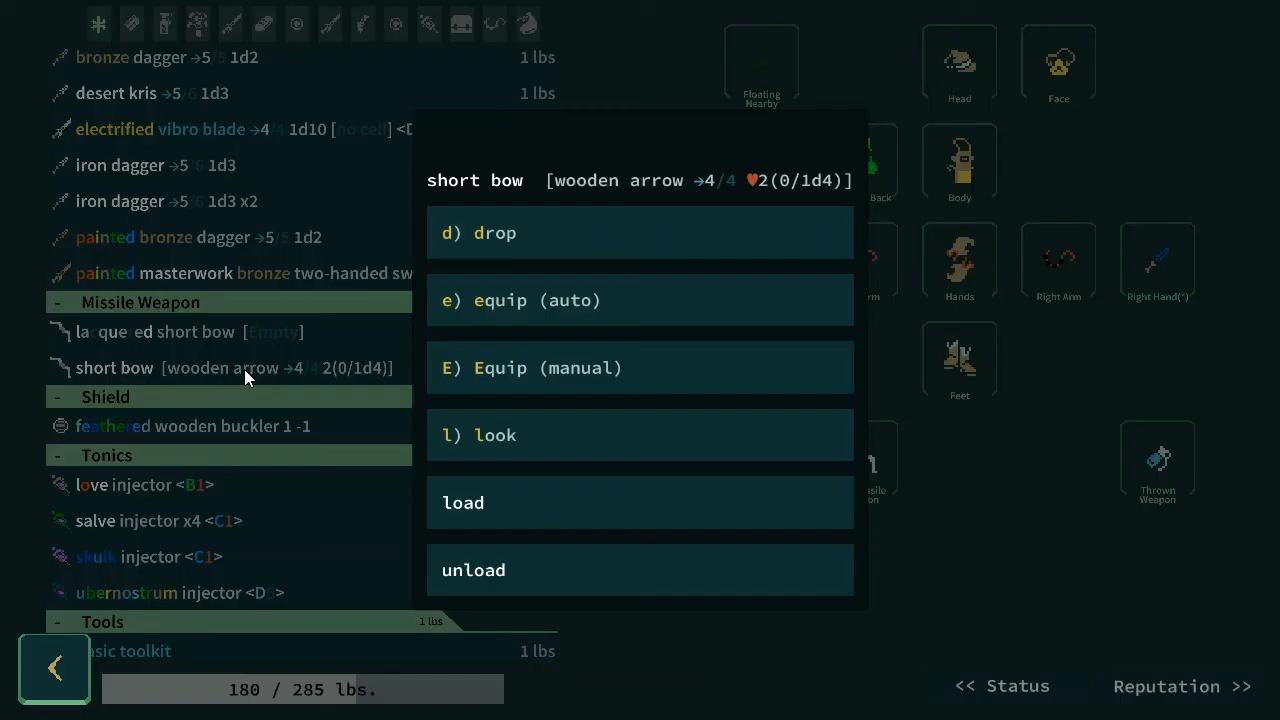 bronze dagger →5/5 1d2 1 lbs
desert kris →5/6 1d3 1 lbs
electrified vibro blade →4/4 1d10 [no cell] <D
iron dagger →5/6 1d3
iron dagger →5/6 1d3 x2
painted bronze dagger →5/5 1d2
painted masterwork bronze two-handed sw
- Missile Weapon
lacquered short bow [Empty]
short bow [wooden arrow →4/4 2(0/1d4)]
- Shield
feathered wooden buckler 1 -1
- Tonics
love injector <B1>
salve injector x4 <C1>
skulk injector <C1>
ubernostrum injector <D5>
- Tools 1 lbs
basic toolkit 1 lbs
180 / 285 lbs.
short bow [wooden arrow →4/4 ♥2(0/1d4)]
d) drop
e) equip (auto)
E) Equip (manual)
l) look
load
unload
Floating
Nearby
Head
Face
Back
Body
Hands
Right Arm
Right Hand(*)
Feet
Thrown
Weapon
<< Status
Reputation >>